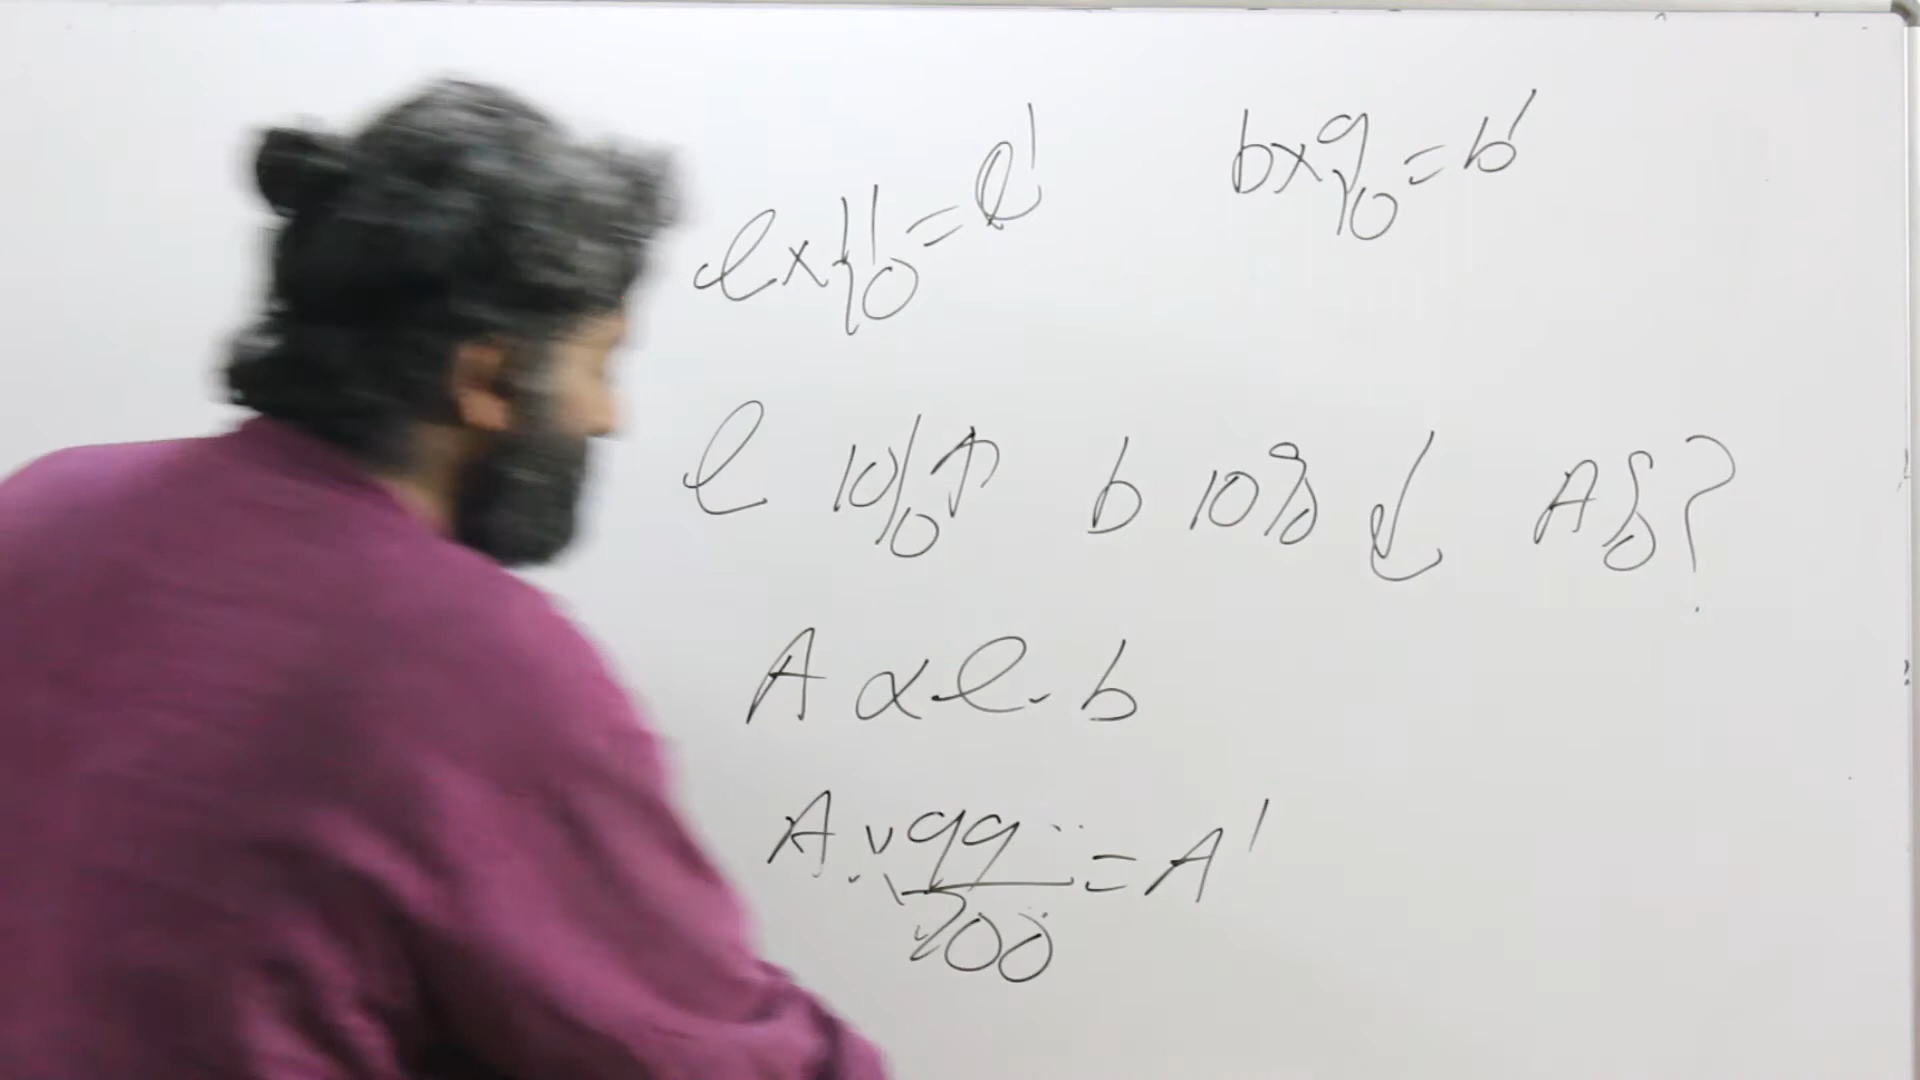 l × 11/10 = l' b × 9/10 = b'
l 10% ↑ b 10% ↓ A % ?
A ∝ l · b
A × 99/100 = A'